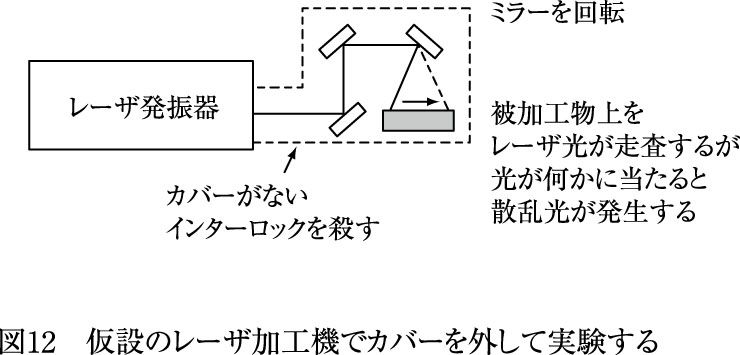 ミラーを回転
レーザ発振器
被加工物上を
レーザ光が走査するが
光が何かに当たると
散乱光が発生する
カバーがない
インターロックを殺す
図12　仮設のレーザ加工機でカバーを外して実験する